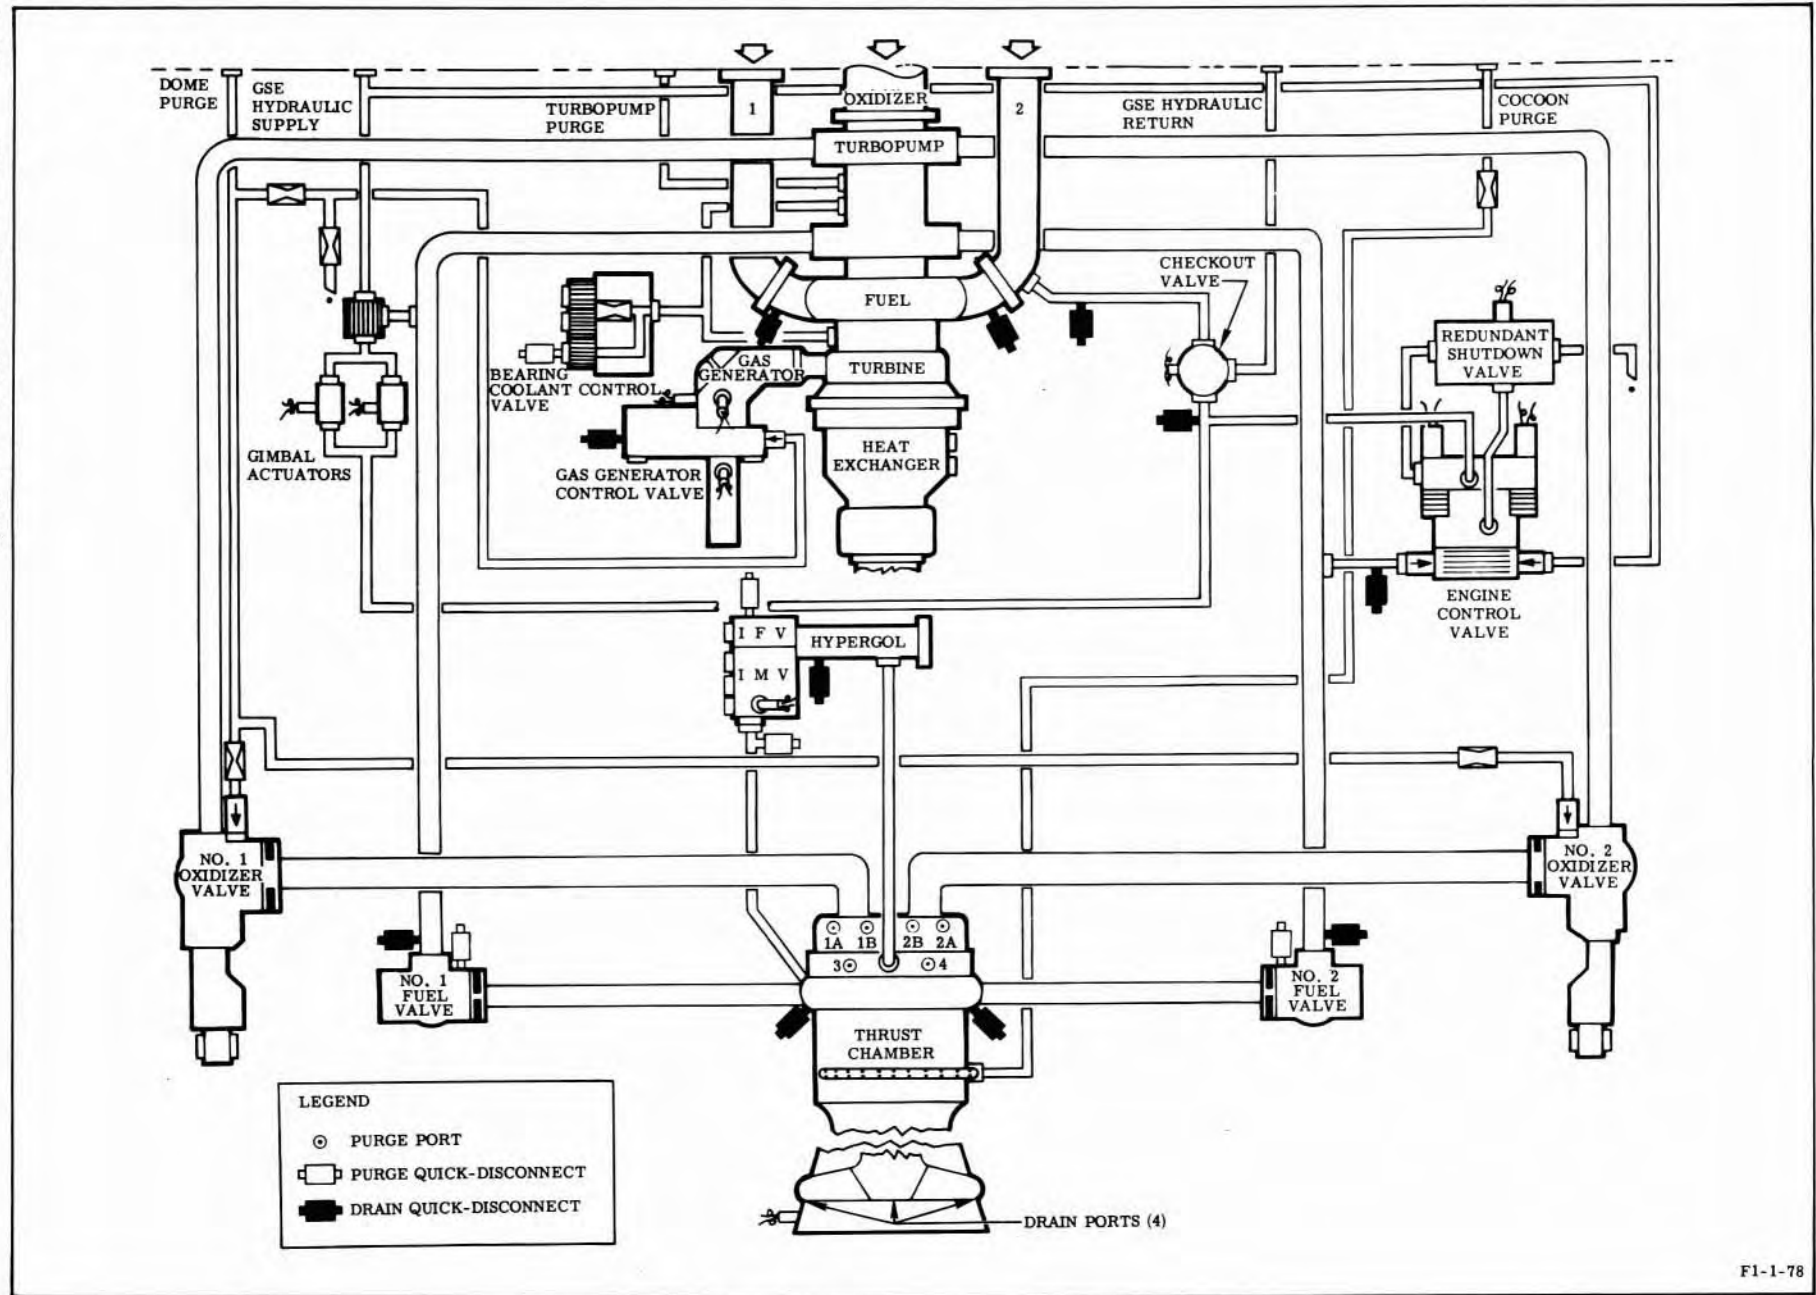 DOME
PURGE
GSE
HYDRAULIC
SUPPLY
TURBOPUMP
PURGE
1
OXIDIZER
2
GSE HYDRAULIC
RETURN
COCOON
PURGE
TURBOPUMP
CHECKOUT
VALVE
FUEL
REDUNDANT
SHUTDOWN
VALVE
BEARING
COOLANT CONTROL
VALVE
GAS
GENERATOR
TURBINE
GIMBAL
ACTUATORS
GAS GENERATOR
CONTROL VALVE
HEAT
EXCHANGER
ENGINE
CONTROL
VALVE
I F V
HYPERGOL
I M V
NO. 1
OXIDIZER
VALVE
NO. 2
OXIDIZER
VALVE
1A 1B 2B 2A
3 4
NO. 1
FUEL
VALVE
NO. 2
FUEL
VALVE
THRUST
CHAMBER
LEGEND
PURGE PORT
PURGE QUICK-DISCONNECT
DRAIN QUICK-DISCONNECT
DRAIN PORTS (4)
F1-1-78